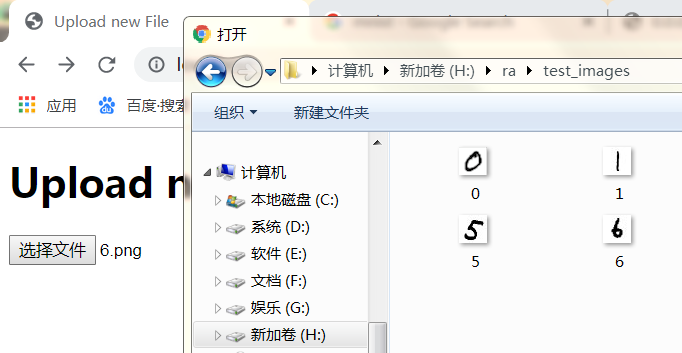 Upload new File
打开
计算机 新加卷 (H:) ra test_images
应用 百度·搜索
组织 新建文件夹
Upload
选择文件 6.png
计算机
本地磁盘 (C:)
系统 (D:)
软件 (E:)
文档 (F:)
娱乐 (G:)
新加卷 (H:)
0 1
0 1
5 6
5 6